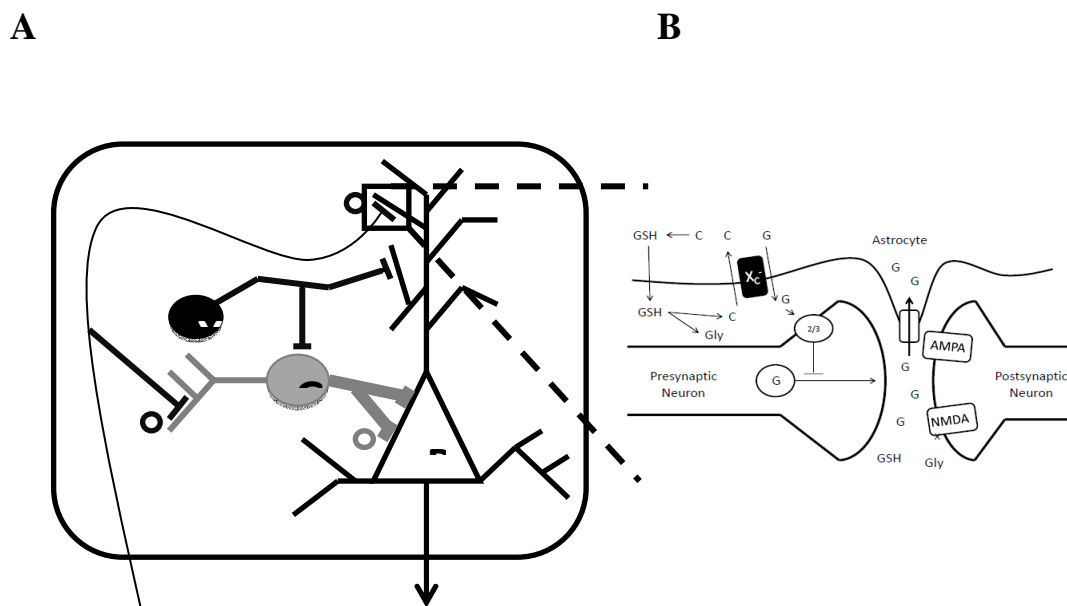 A
B
GSH C C G
Astrocyte
G
G
Xc-
G
GSH
C
Gly
2/3
AMPA
G
Presynaptic
Neuron
G
Postsynaptic
Neuron
G
G
NMDA
x
GSH
Gly